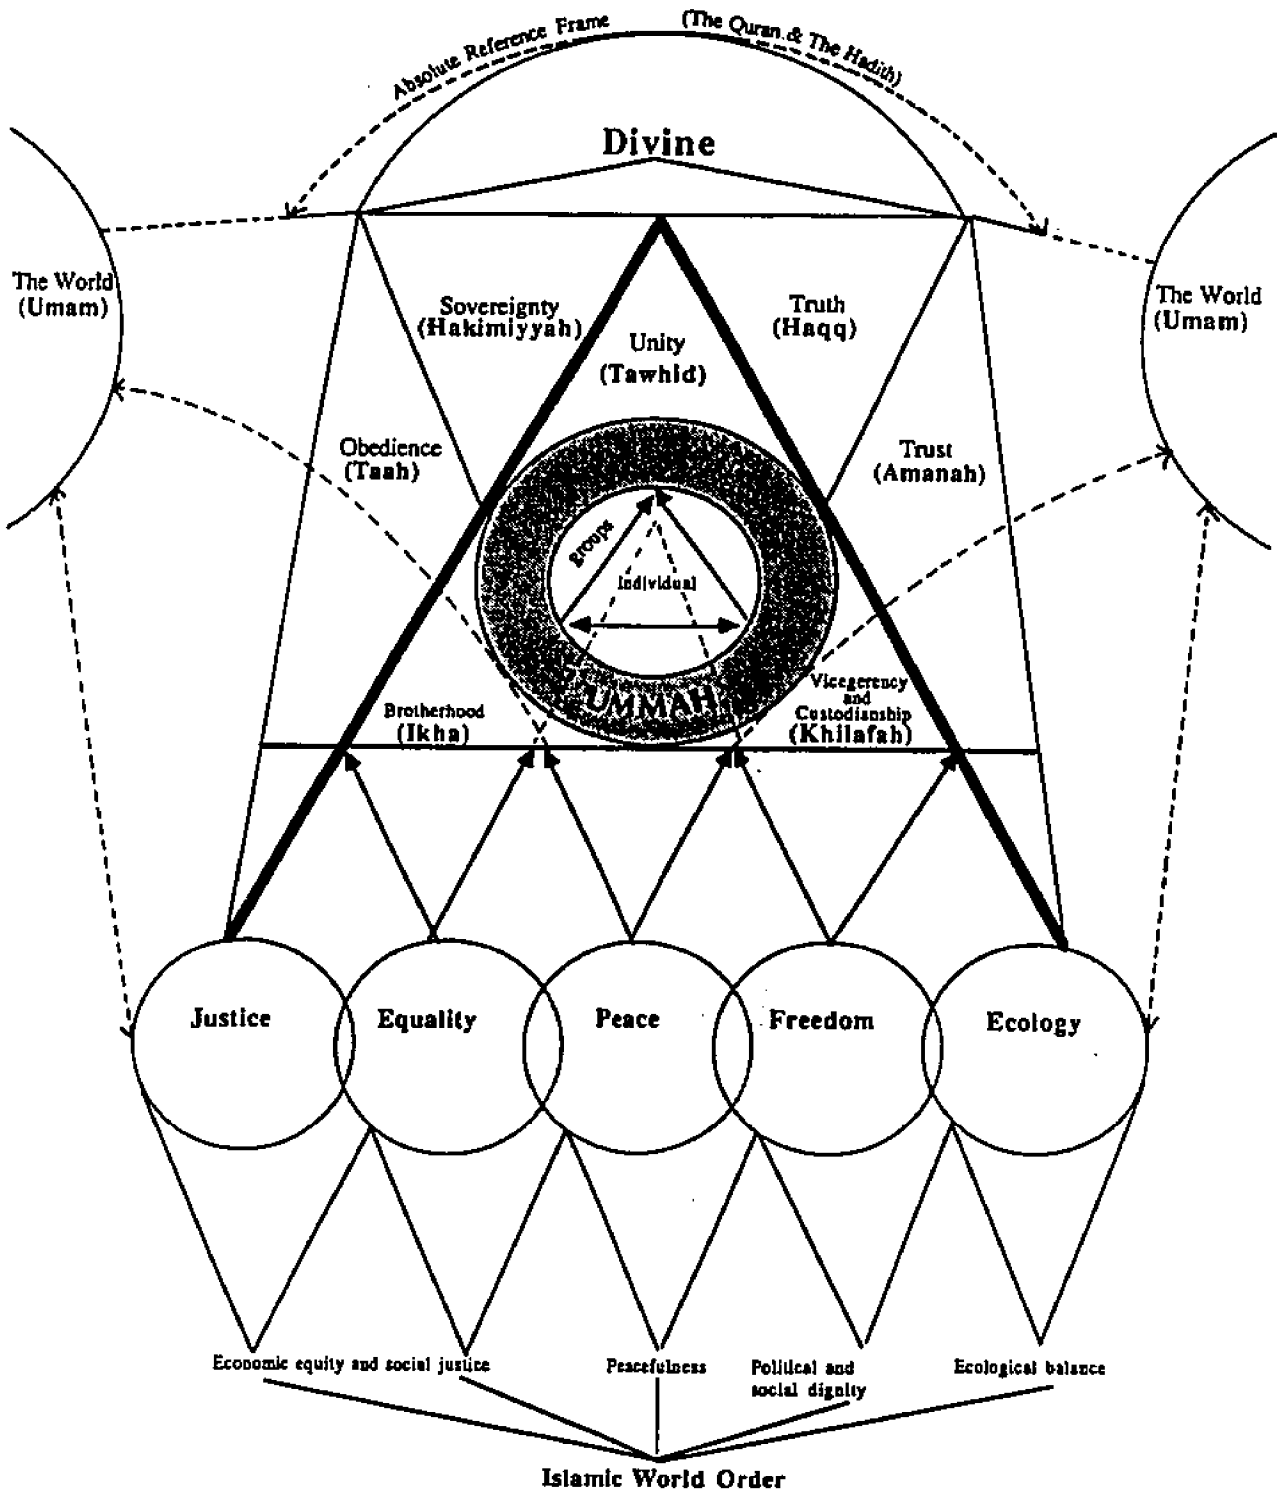 Absolute Reference Frame
(The Quran & The Hadith)
Divine
The World
(Umam)
The World
(Umam)
Sovereignty
(Hakimiyyah)
Truth
(Haqq)
Unity
(Tawhid)
Obedience
(Taah)
Trust
(Amanah)
groups
Individual
UMMAH
Brotherhood
(Ikha)
Vicegerency
and
Custodianship
(Khilafah)
Justice
Equality
Peace
Freedom
Ecology
Economic equity and social justice
Peacefulness
Political and
social dignity
Ecological balance
Islamic World Order